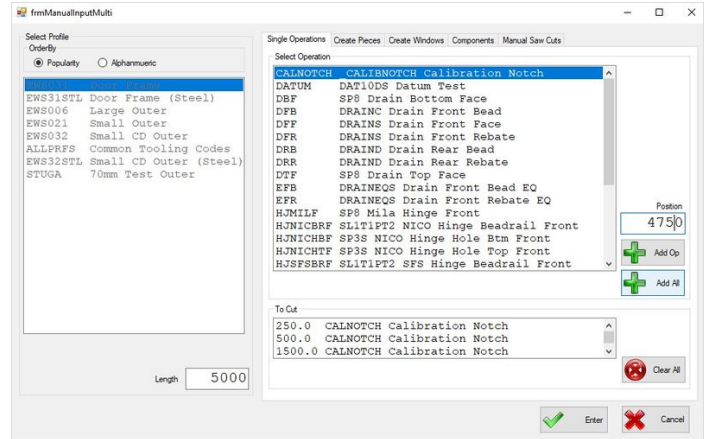 frmManualInputMulti
Select Profile
OrderBy
Popularity
Alphanmueric
EWS031 Door Frame
EWS31STL Door Frame (Steel)
EWS006 Large Outer
EWS021 Small Outer
EWS032 Small CD Outer
ALLPRFS Common Tooling Codes
EWS32STL Small CD Outer (Steel)
STUGA 70mm Test Outer
Length 5000
Single Operations Create Pieces Create Windows Components Manual Saw Cuts
Select Operation
CALNOTCH _CALIBNOTCH Calibration Notch
DATUM DAT10DS Datum Test
DBF SP8 Drain Bottom Face
DFB DRAINC Drain Front Bead
DFF DRAINS Drain Front Face
DFR DRAINS Drain Front Rebate
DRB DRAIND Drain Rear Bead
DRR DRAIND Drain Rear Rebate
DTF SP8 Drain Top Face
EFB DRAINEQS Drain Front Bead EQ
EFR DRAINEQS Drain Front Rebate EQ
HJMILF SP8 Mila Hinge Front
HJNICBRF SL1T1PT2 NICO Hinge Beadrail Front
HJNICHBF SP3S NICO Hinge Hole Btm Front
HJNICHTF SP3S NICO Hinge Hole Top Front
HJSFSBRF SL1T1PT2 SFS Hinge Beadrail Front
Position
4750
Add Op
Add All
To Cut
250.0 CALNOTCH Calibration Notch
500.0 CALNOTCH Calibration Notch
1500.0 CALNOTCH Calibration Notch
Clear All
Enter
Cancel